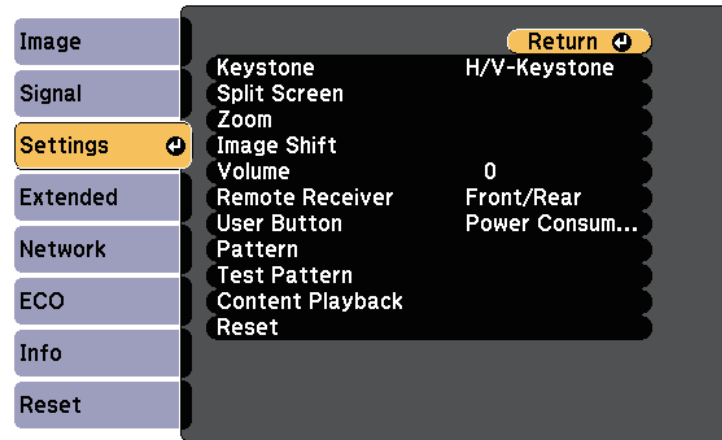 Image
Signal
Settings
Extended
Network
ECO
Info
Reset
Return
Keystone H/V-Keystone
Split Screen
Zoom
Image Shift
Volume 0
Remote Receiver Front/Rear
User Button Power Consum...
Pattern
Test Pattern
Content Playback
Reset